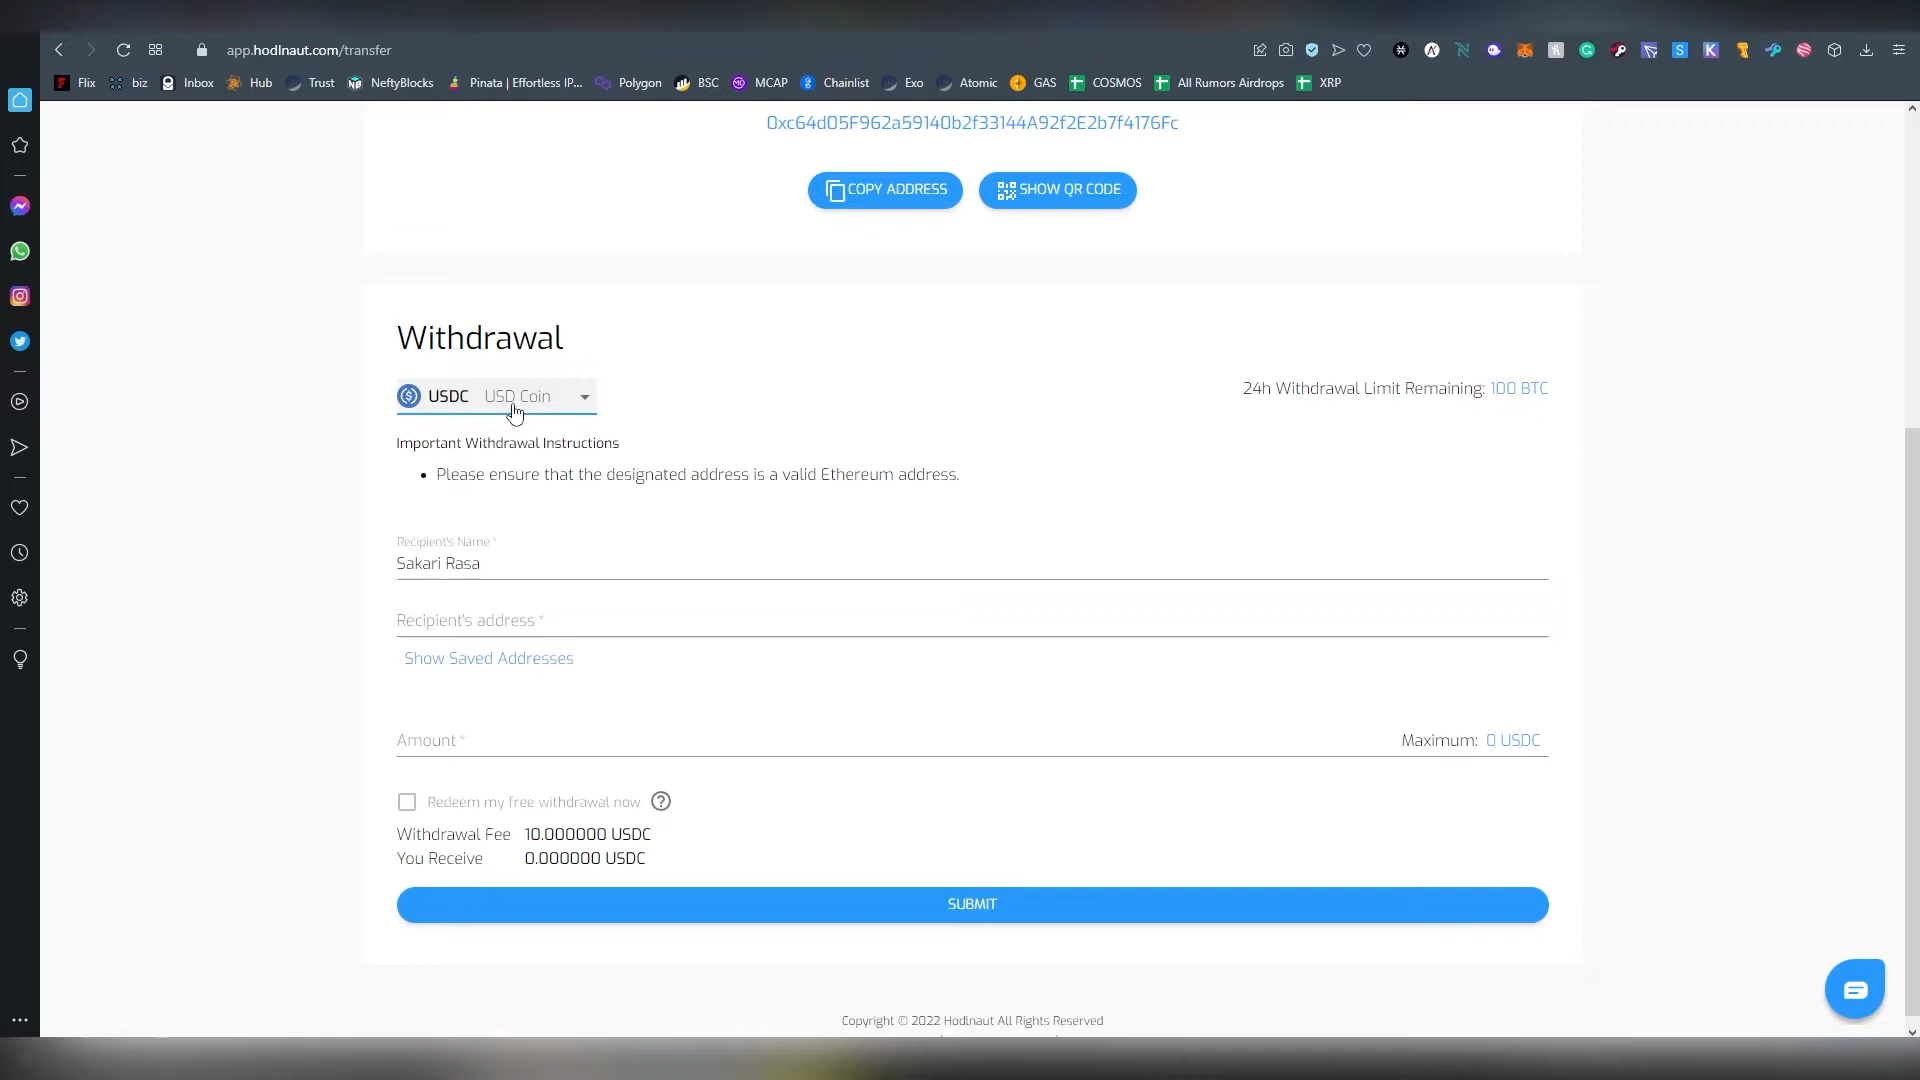 app.hodlnaut.com/transfer
Flix biz Inbox Hub Trust NeftyBlocks Pinata | Effortless IP... Polygon BSC MCAP Chainlist Exo Atomic GAS COSMOS All Rumors Airdrops XRP
0xc64d05F962a59140b2f33144A92f2E2b7f4176Fc
COPY ADDRESS SHOW QR CODE
Withdrawal
USDC USD Coin
24h Withdrawal Limit Remaining: 100 BTC
Important Withdrawal Instructions
• Please ensure that the designated address is a valid Ethereum address.
Recipient's Name *
Sakari Rasa
Recipient's address *
Show Saved Addresses
Amount *
Maximum: 0 USDC
Redeem my free withdrawal now ?
Withdrawal Fee 10.000000 USDC
You Receive 0.000000 USDC
SUBMIT
Copyright © 2022 Hodlnaut All Rights Reserved